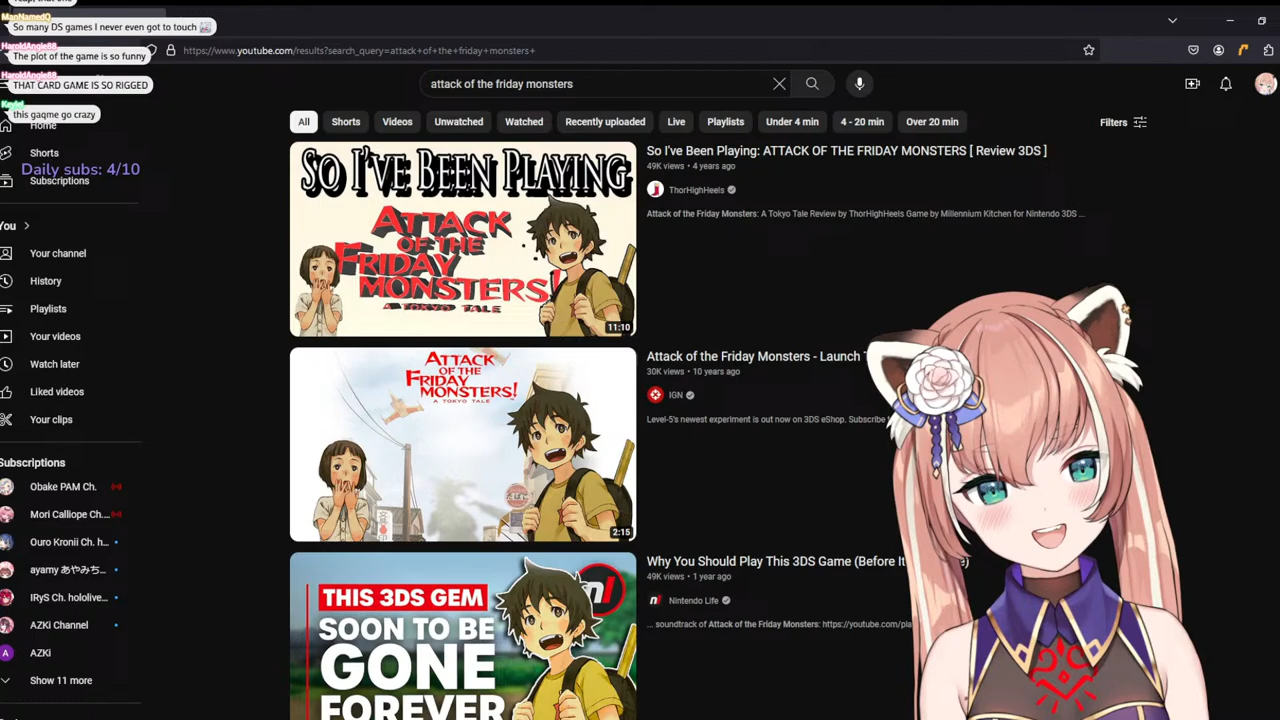 ManNamedQ
So many DS games I never even got to touch
HaroldAngle88
The plot of the game is so funny
HaroldAngle88
THAT CARD GAME IS SO RIGGED
this gaqme go crazy
https://www.youtube.com/results?search_query=attack+of+the+friday+monsters+
attack of the friday monsters
Home
Shorts
Daily subs: 4/10
Subscriptions
You
Your channel
History
Playlists
Your videos
Watch later
Liked videos
Your clips
Subscriptions
Obake PAM Ch.
Mori Calliope Ch....
Ouro Kronii Ch. h...
ayamy あやみち...
IRyS Ch. hololive...
AZKi Channel
A
AZKi
Show 11 more
All
Shorts
Videos
Unwatched
Watched
Recently uploaded
Live
Playlists
Under 4 min
4 - 20 min
Over 20 min
Filters
SO I'VE BEEN PLAYING
ATTACK
OF THE
FRIDAY
MONSTERS!
A TOKYO TALE
11:10
So I've Been Playing: ATTACK OF THE FRIDAY MONSTERS [ Review 3DS ]
49K views • 4 years ago
ThorHighHeels
Attack of the Friday Monsters: A Tokyo Tale Review by ThorHighHeels Game by Millennium Kitchen for Nintendo 3DS ...
ATTACK
OF THE
FRIDAY
MONSTERS!
A TOKYO TALE
2:15
Attack of the Friday Monsters - Launch
30K views • 10 years ago
IGN
Level-5's newest experiment is out now on 3DS eShop. Subscribe
THIS 3DS GEM
SOON TO BE
GONE
FOREVER
Why You Should Play This 3DS Game (Before It
49K views • 1 year ago
Nintendo Life
... soundtrack of Attack of the Friday Monsters: https://youtube.com/pla